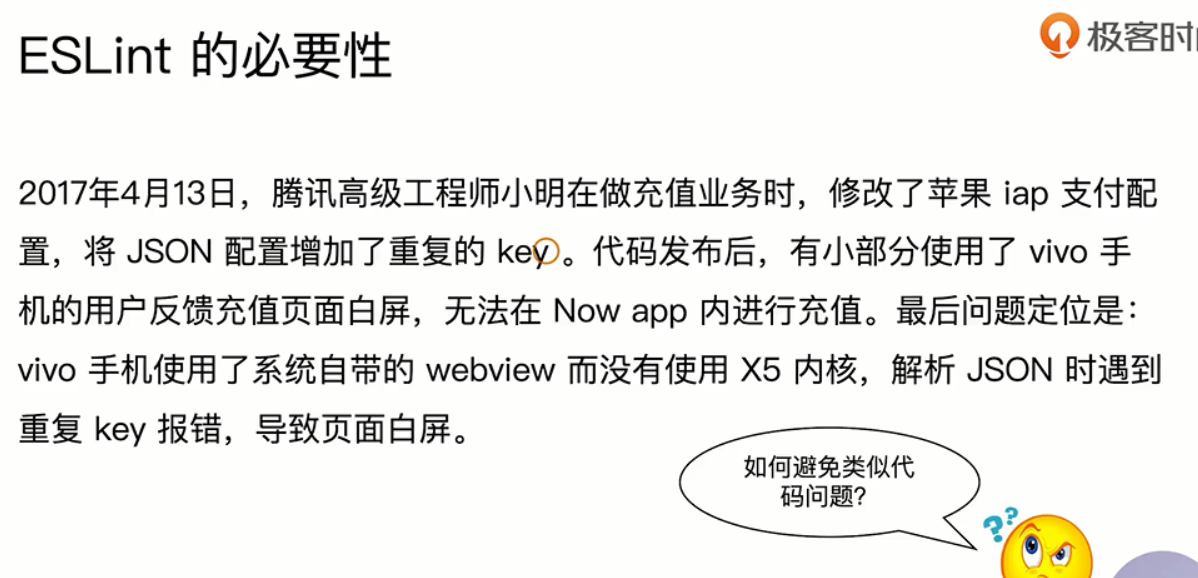 ESLint 的必要性
极客时
2017年4月13日，腾讯高级工程师小明在做充值业务时，修改了苹果 iap 支付配
置，将 JSON 配置增加了重复的 key。代码发布后，有小部分使用了 vivo 手
机的用户反馈充值页面白屏，无法在 Now app 内进行充值。最后问题定位是：
vivo 手机使用了系统自带的 webview 而没有使用 X5 内核，解析 JSON 时遇到
重复 key 报错，导致页面白屏。
如何避免类似代
码问题？
??